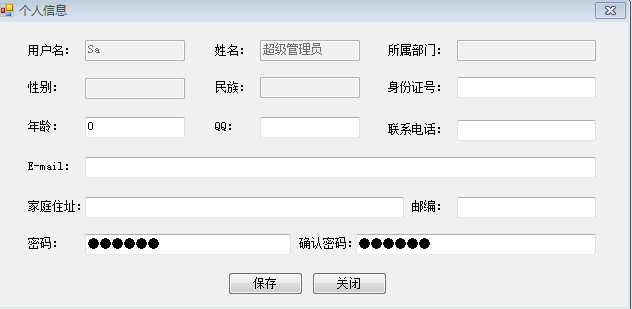 个人信息
用户名: Sa 姓名: 超级管理员 所属部门:
性别: 民族: 身份证号:
年龄: 0 QQ: 联系电话:
E-mail:
家庭住址: 邮编:
密码: ●●●●●● 确认密码: ●●●●●●
保存 关闭